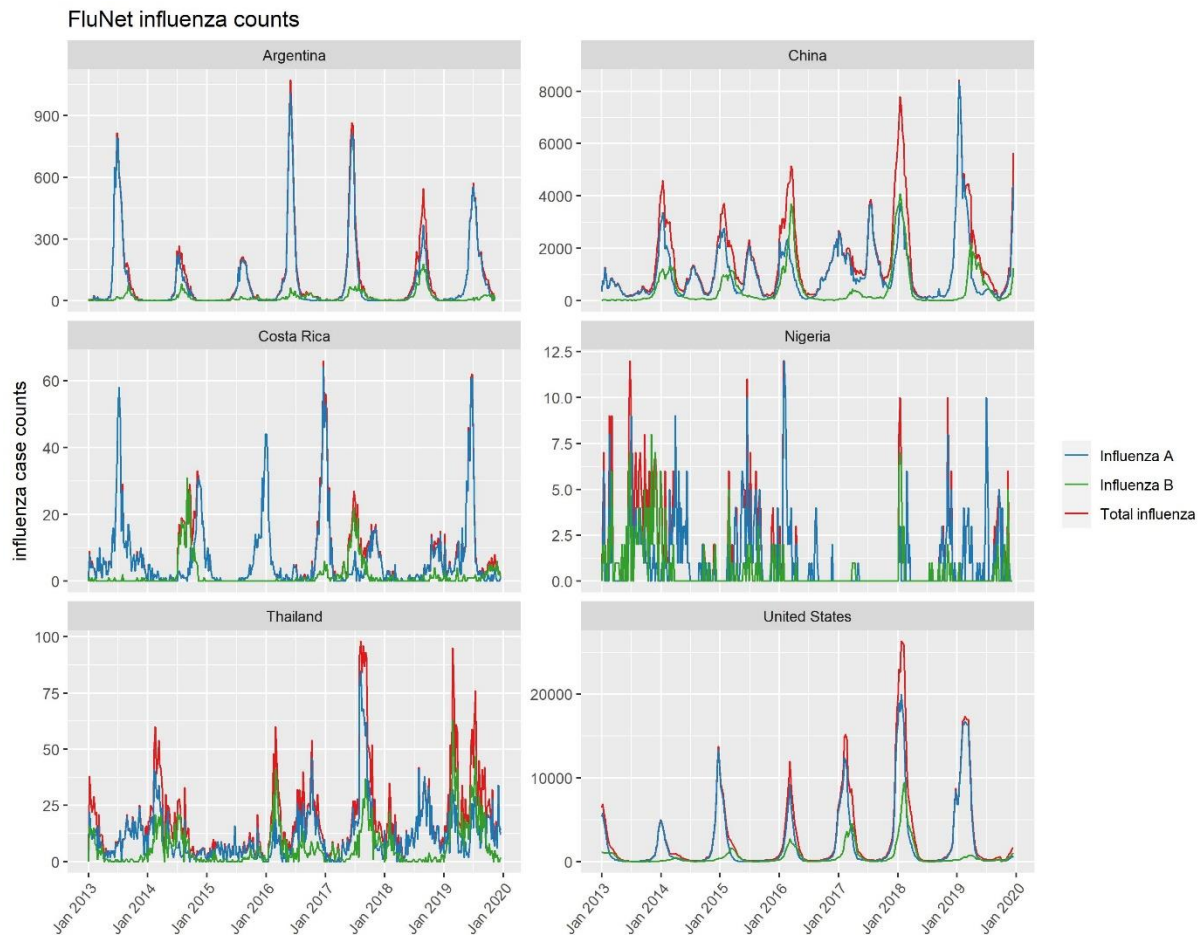 FluNet influenza counts
Argentina
China
900
600
300
0
8000
6000
4000
2000
0
Costa Rica
Nigeria
60
40
20
0
12.5
10.0
7.5
5.0
2.5
0.0
Thailand
United States
100
75
50
25
0
20000
10000
0
influenza case counts
Jan 2013
Jan 2014
Jan 2015
Jan 2016
Jan 2017
Jan 2018
Jan 2019
Jan 2020
Jan 2013
Jan 2014
Jan 2015
Jan 2016
Jan 2017
Jan 2018
Jan 2019
Jan 2020
Influenza A
Influenza B
Total influenza